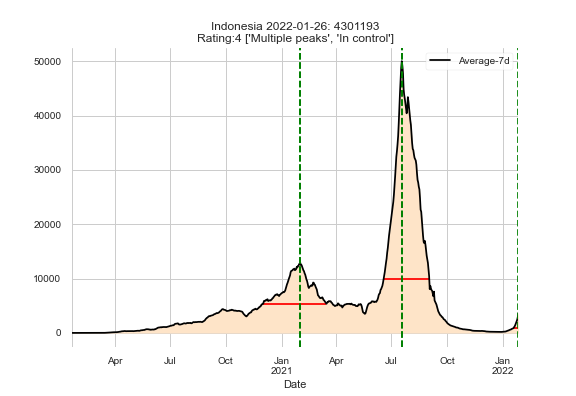 Indonesia 2022-01-26: 4301193
Rating:4 ['Multiple peaks', 'In control']
Average-7d
50000
40000
30000
20000
10000
0
Apr
Jul
Oct
Jan
2021
Apr
Jul
Oct
Jan
2022
Date